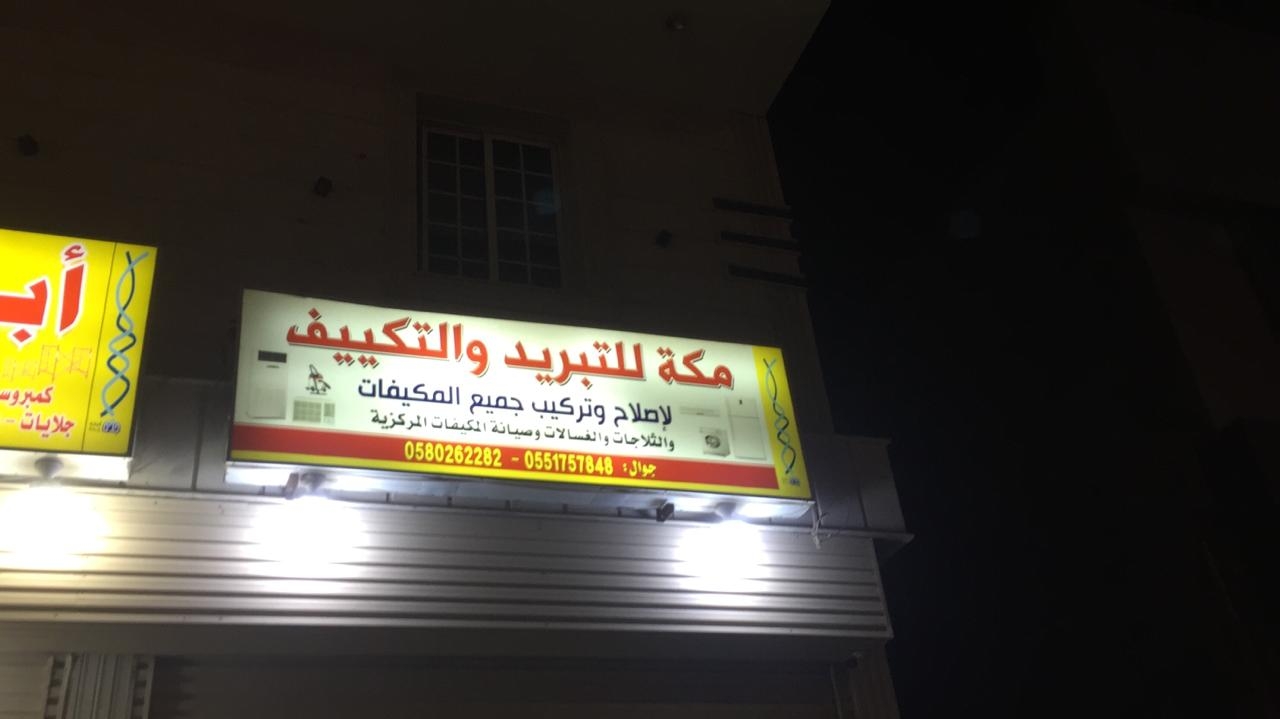 مكة للتبريد والتكييف
لإصلاح وتركيب جميع المكيفات
والثلاجات والغسالات وصيانة المكيفات المركزية
جوال: 0551757848 - 0580262282
أب
كمبروس
جلايات -